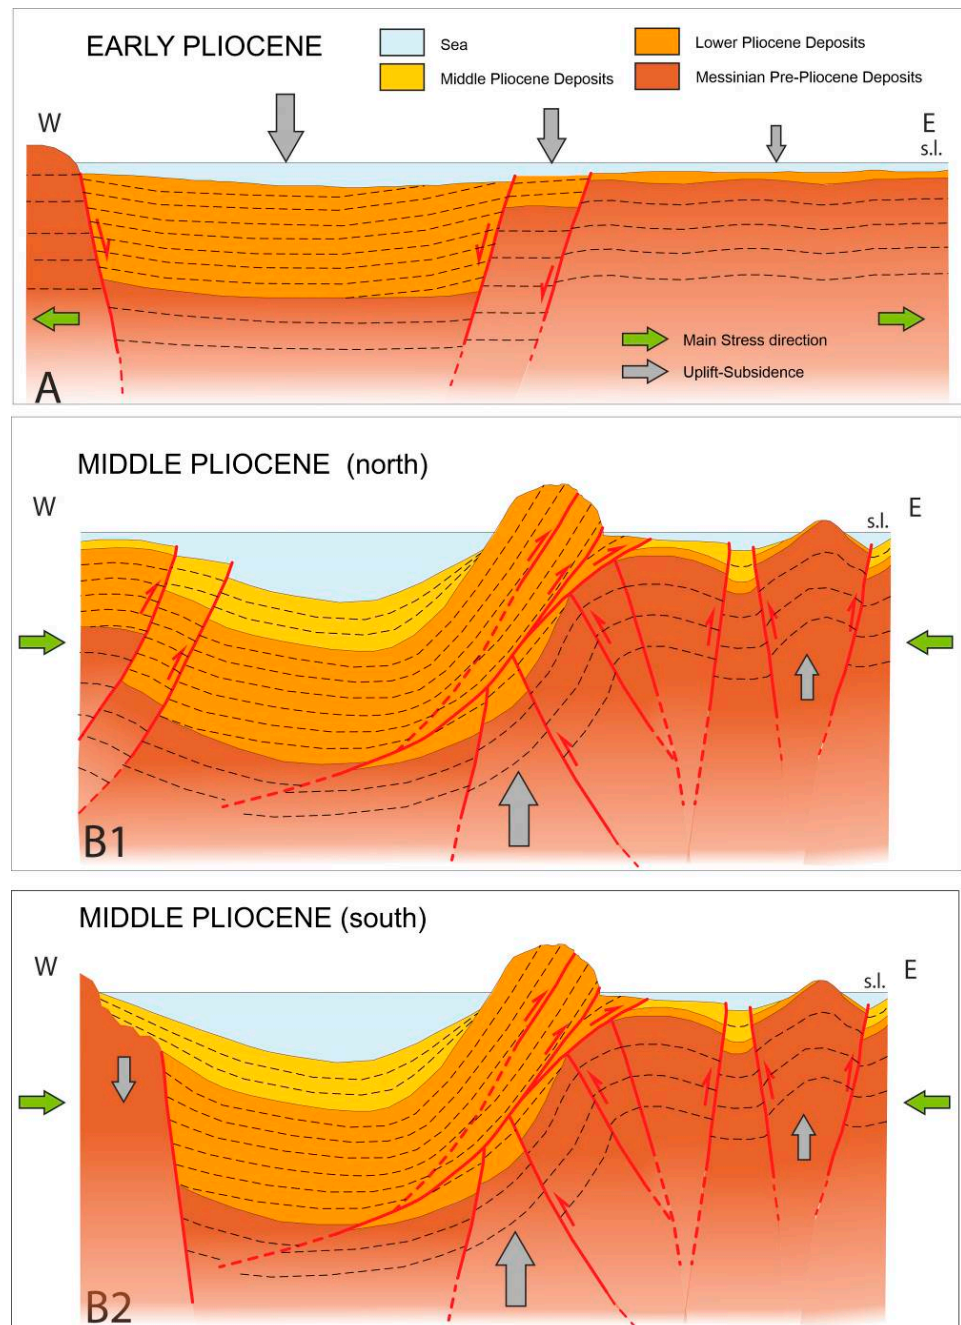 EARLY PLIOCENE
Sea
Lower Pliocene Deposits
Middle Pliocene Deposits
Messinian Pre-Pliocene Deposits
W
E
s.l.
Main Stress direction
Uplift-Subsidence
A
MIDDLE PLIOCENE (north)
W
s.l.
E
B1
MIDDLE PLIOCENE (south)
W
s.l.
E
B2